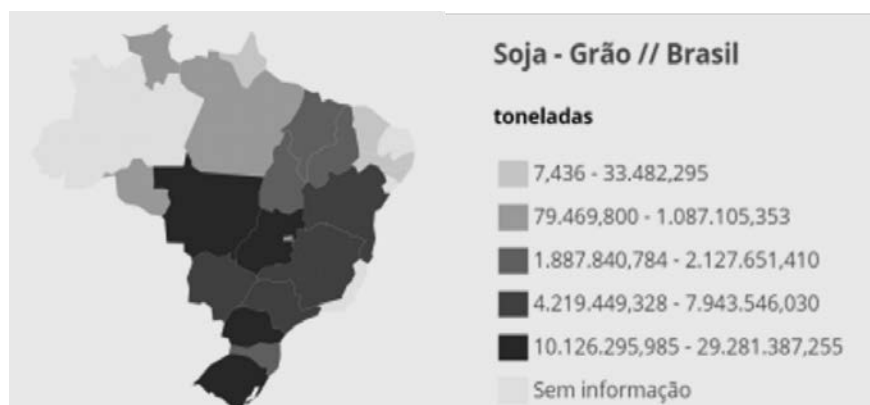 Soja - Grão // Brasil
toneladas
7,436 - 33.482,295
79.469,800 - 1.087.105,353
1.887.840,784 - 2.127.651,410
4.219.449,328 - 7.943.546,030
10.126.295,985 - 29.281.387,255
Sem informação